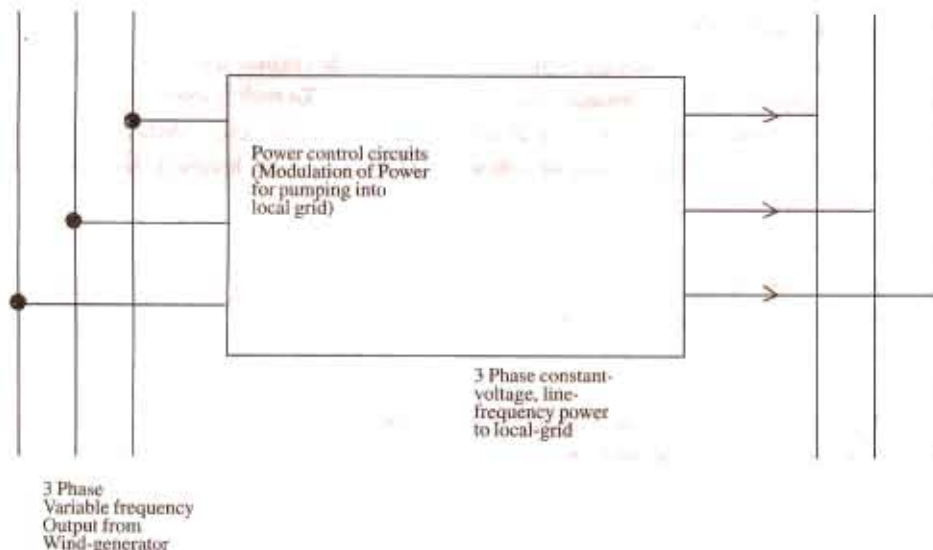 Power control circuits
(Modulation of Power
for pumping into
local grid)
3 Phase constant-
voltage, line-
frequency power
to local-grid
3 Phase
Variable frequency
Output from
Wind-generator